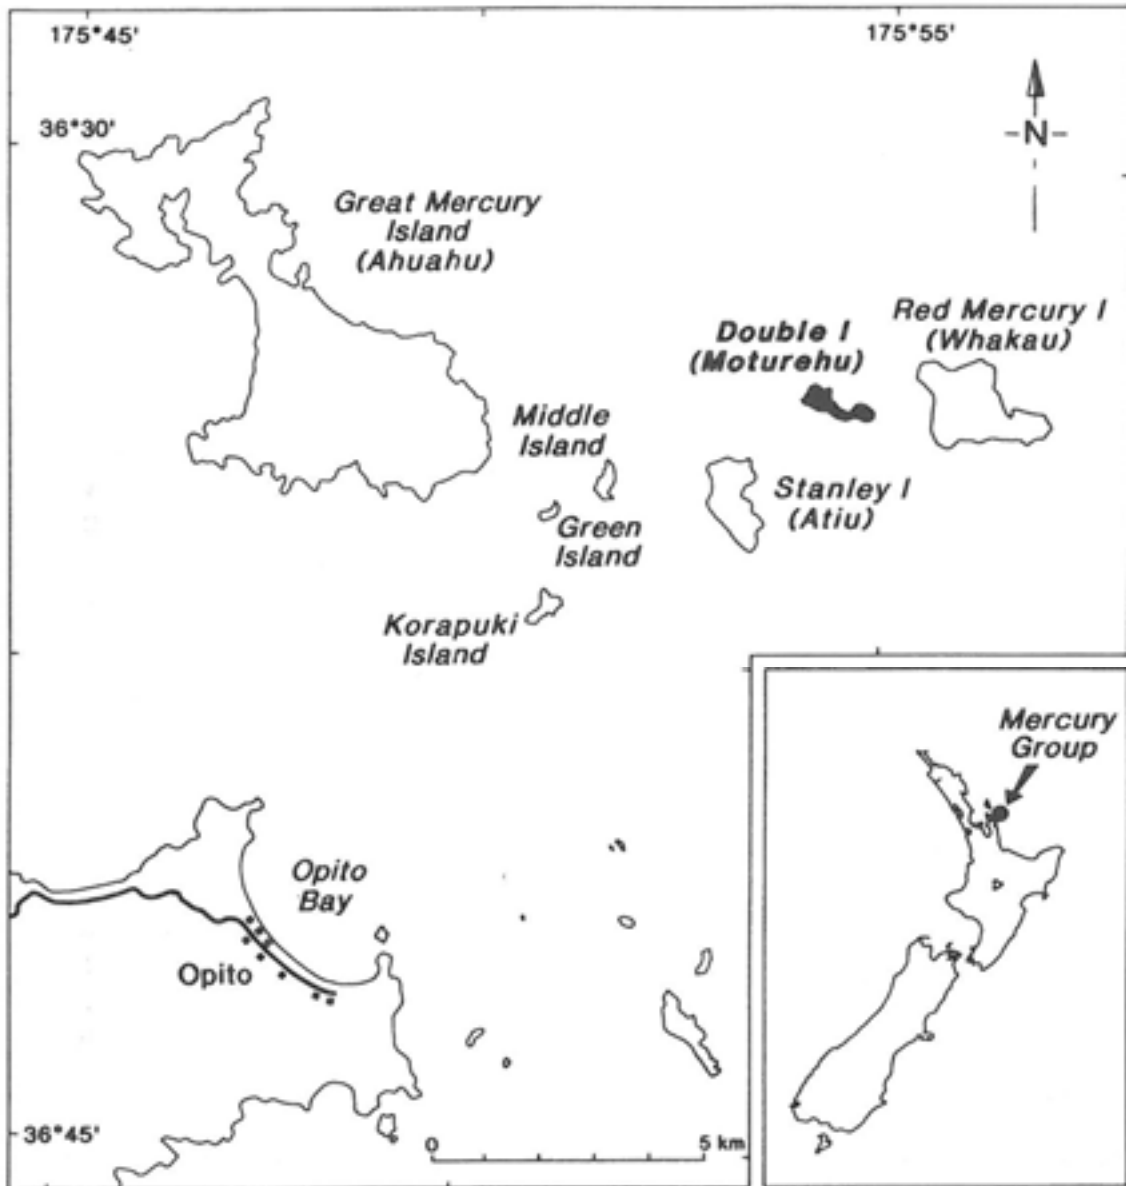 175°45'
175°55'
36°30'
-N-
Great Mercury
Island
(Ahuahu)
Red Mercury I
(Whakau)
Double I
(Moturehu)
Middle
Island
Stanley I
(Atiu)
Green
Island
Korapuki
Island
Mercury
Group
Opito
Bay
Opito
36°45'
0
5 km